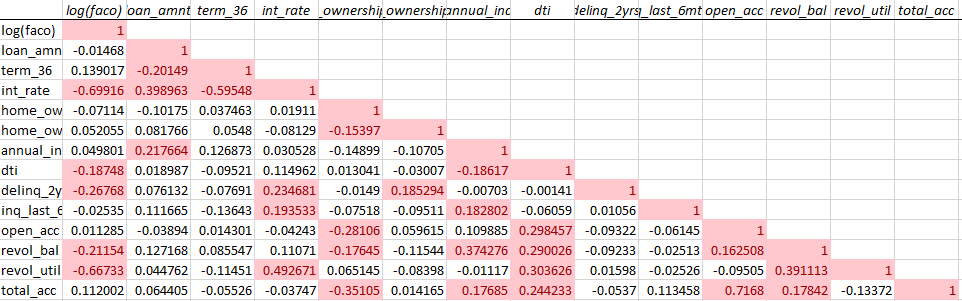 log(faco) loan_amnt term_36 int_rate _ownership _ownership annual_inc dti delinq_2yrs _last_6mt open_acc revol_bal revol_util total_acc
log(faco) 1
loan_amn -0.01468 1
term_36 0.139017 -0.20149 1
int_rate -0.69916 0.398963 -0.59548 1
home_ow -0.07114 -0.10175 0.037463 0.01911 1
home_ow 0.052055 0.081766 0.0548 -0.08129 -0.15397 1
annual_in 0.049801 0.217664 0.126873 0.030528 -0.14899 -0.10705 1
dti -0.18748 0.018987 -0.09521 0.114962 0.013041 -0.03007 -0.18617 1
delinq_2y -0.26768 0.076132 -0.07691 0.234681 -0.0149 0.185294 -0.00703 -0.00141 1
inq_last_6 -0.02535 0.111665 -0.13643 0.193533 -0.07518 -0.09511 0.182802 -0.06059 0.01056 1
open_acc 0.011285 -0.03894 0.014301 -0.04243 -0.28106 0.059615 0.109885 0.298457 -0.09322 -0.06145 1
revol_bal -0.21154 0.127168 0.085547 0.11071 -0.17645 -0.11544 0.374276 0.290026 -0.09233 -0.02513 0.162508 1
revol_util -0.66733 0.044762 -0.11451 0.492671 0.065145 -0.08398 -0.01117 0.303626 0.01598 -0.02526 -0.09505 0.391113 1
total_acc 0.112002 0.064405 -0.05526 -0.03747 -0.35105 0.014165 0.17685 0.244233 -0.0537 0.113458 0.7168 0.17842 -0.13372 1